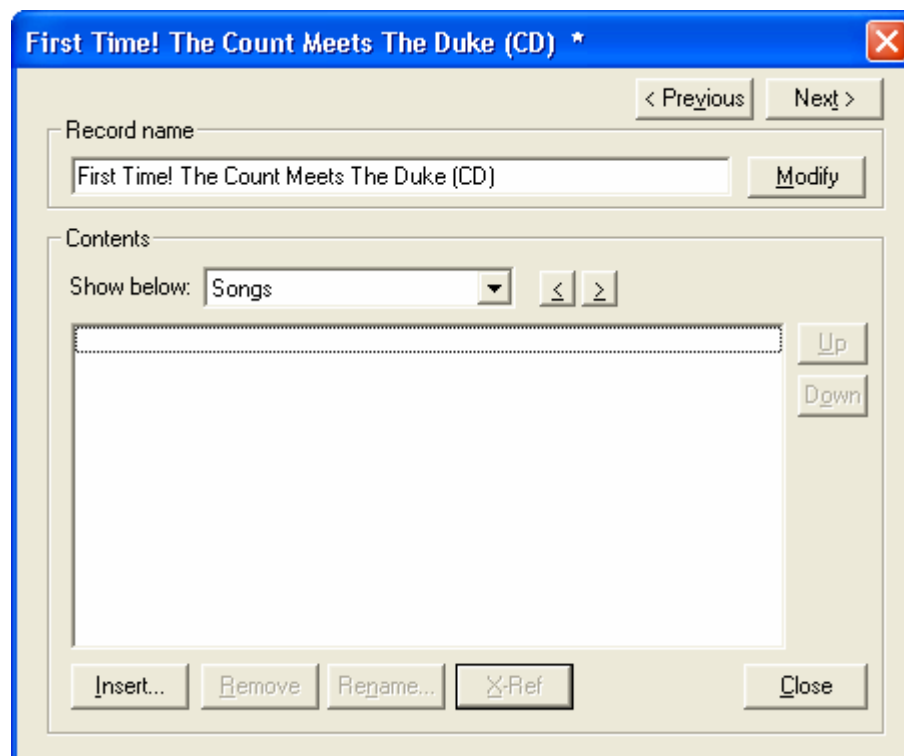 First Time! The Count Meets The Duke (CD) *
< Previous Next >
Record name
First Time! The Count Meets The Duke (CD) Modify
Contents
Show below: Songs < >
Up
Down
Insert... Remove Rename... X-Ref Close